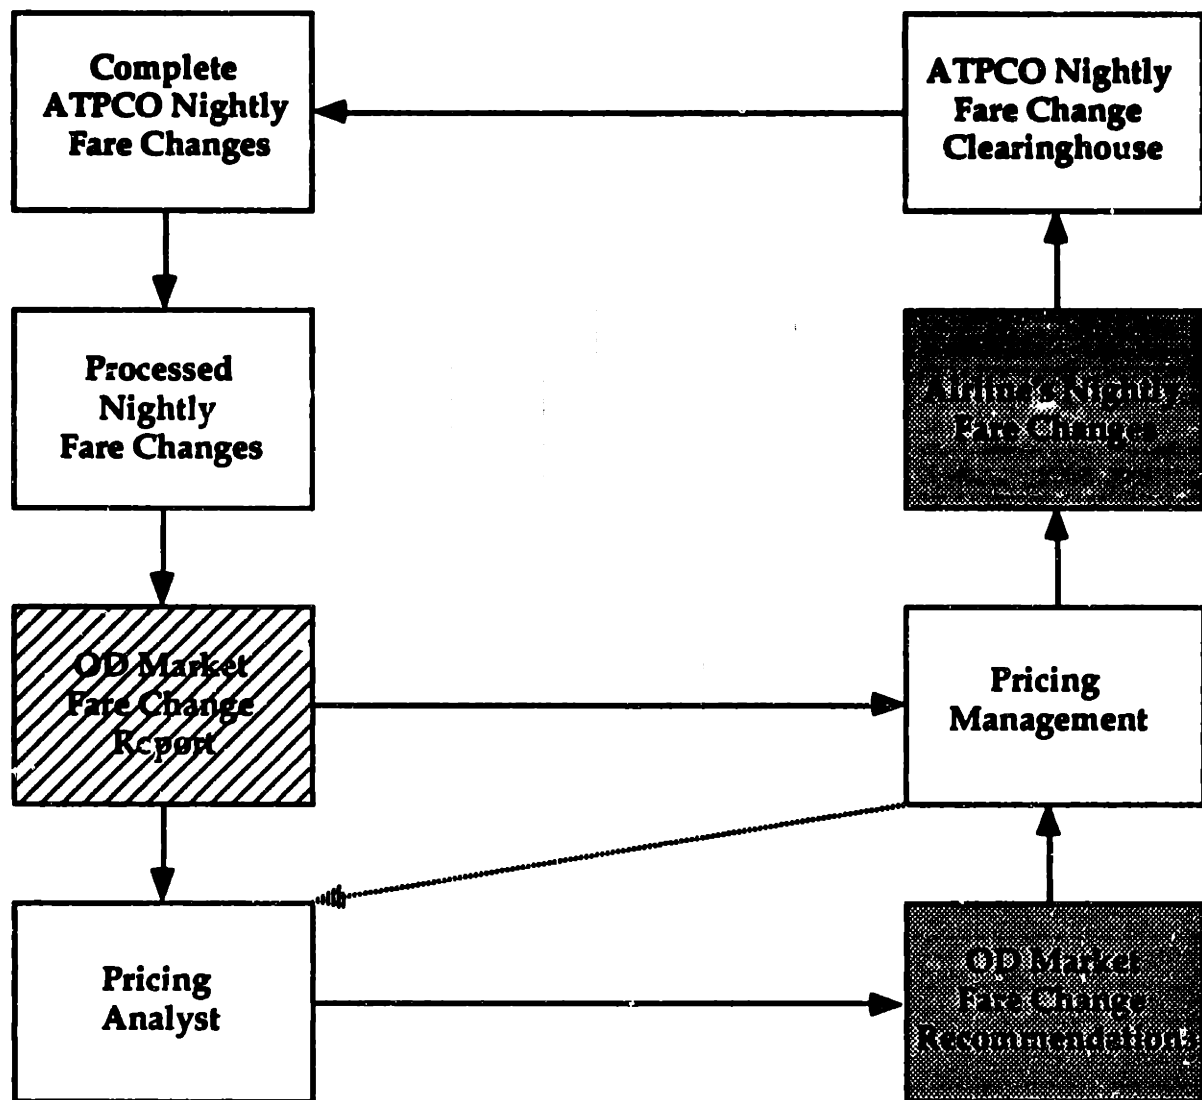 Complete
ATPCO Nightly
Fare Changes
ATPCO Nightly
Fare Change
Clearinghouse
Processed
Nightly
Fare Changes
Airline's Nightly
Fare Changes
OD Market
Fare Change
Report
Pricing
Management
Pricing
Analyst
OD Market
Fare Change
Recommendations